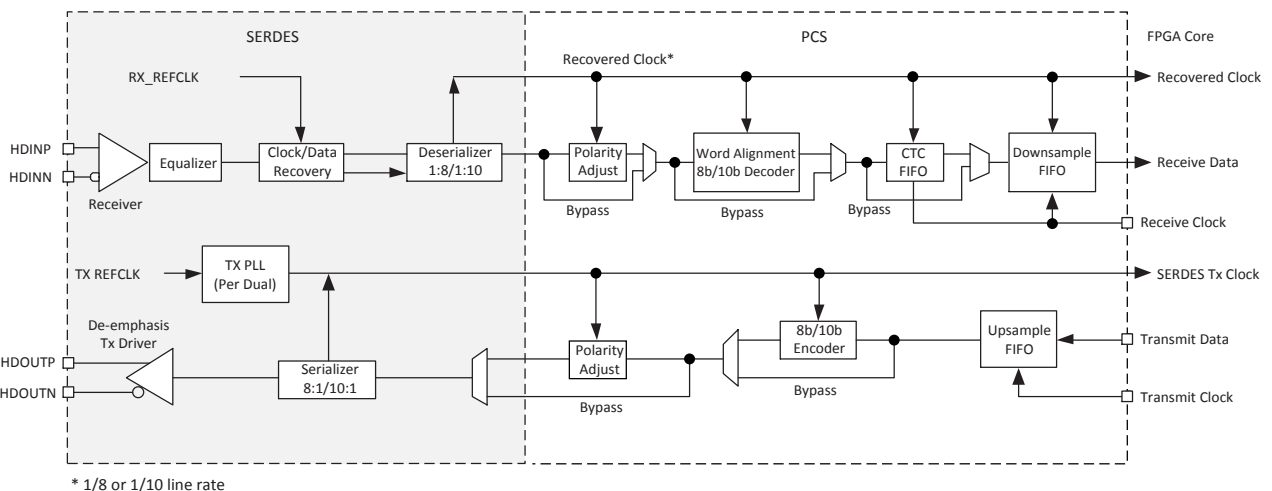 SERDES
PCS
FPGA Core
Recovered Clock*
RX_REFCLK
Recovered Clock
HDINP
HDINN
Receiver
Equalizer
Clock/Data
Recovery
Deserializer
1:8/1:10
Polarity
Adjust
Bypass
Word Alignment
8b/10b Decoder
Bypass
CTC
FIFO
Bypass
Downsample
FIFO
Receive Data
Receive Clock
TX REFCLK
TX PLL
(Per Dual)
SERDES Tx Clock
De-emphasis
Tx Driver
HDOUTP
HDOUTN
Serializer
8:1/10:1
Polarity
Adjust
Bypass
8b/10b
Encoder
Bypass
Upsample
FIFO
Transmit Data
Transmit Clock
* 1/8 or 1/10 line rate